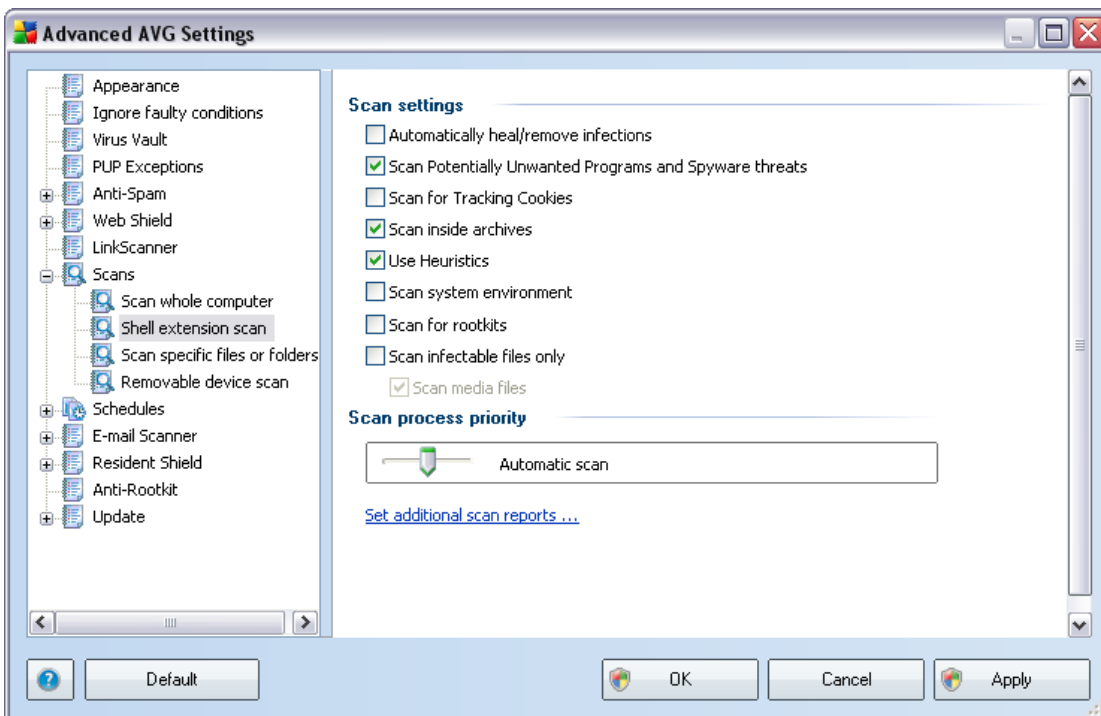 Advanced AVG Settings
Appearance
Ignore faulty conditions
Virus Vault
PUP Exceptions
Anti-Spam
Web Shield
LinkScanner
Scans
Scan whole computer
Shell extension scan
Scan specific files or folders
Removable device scan
Schedules
E-mail Scanner
Resident Shield
Anti-Rootkit
Update
Scan settings
Automatically heal/remove infections
Scan Potentially Unwanted Programs and Spyware threats
Scan for Tracking Cookies
Scan inside archives
Use Heuristics
Scan system environment
Scan for rootkits
Scan infectable files only
Scan media files
Scan process priority
Automatic scan
Set additional scan reports ...
? Default OK Cancel Apply